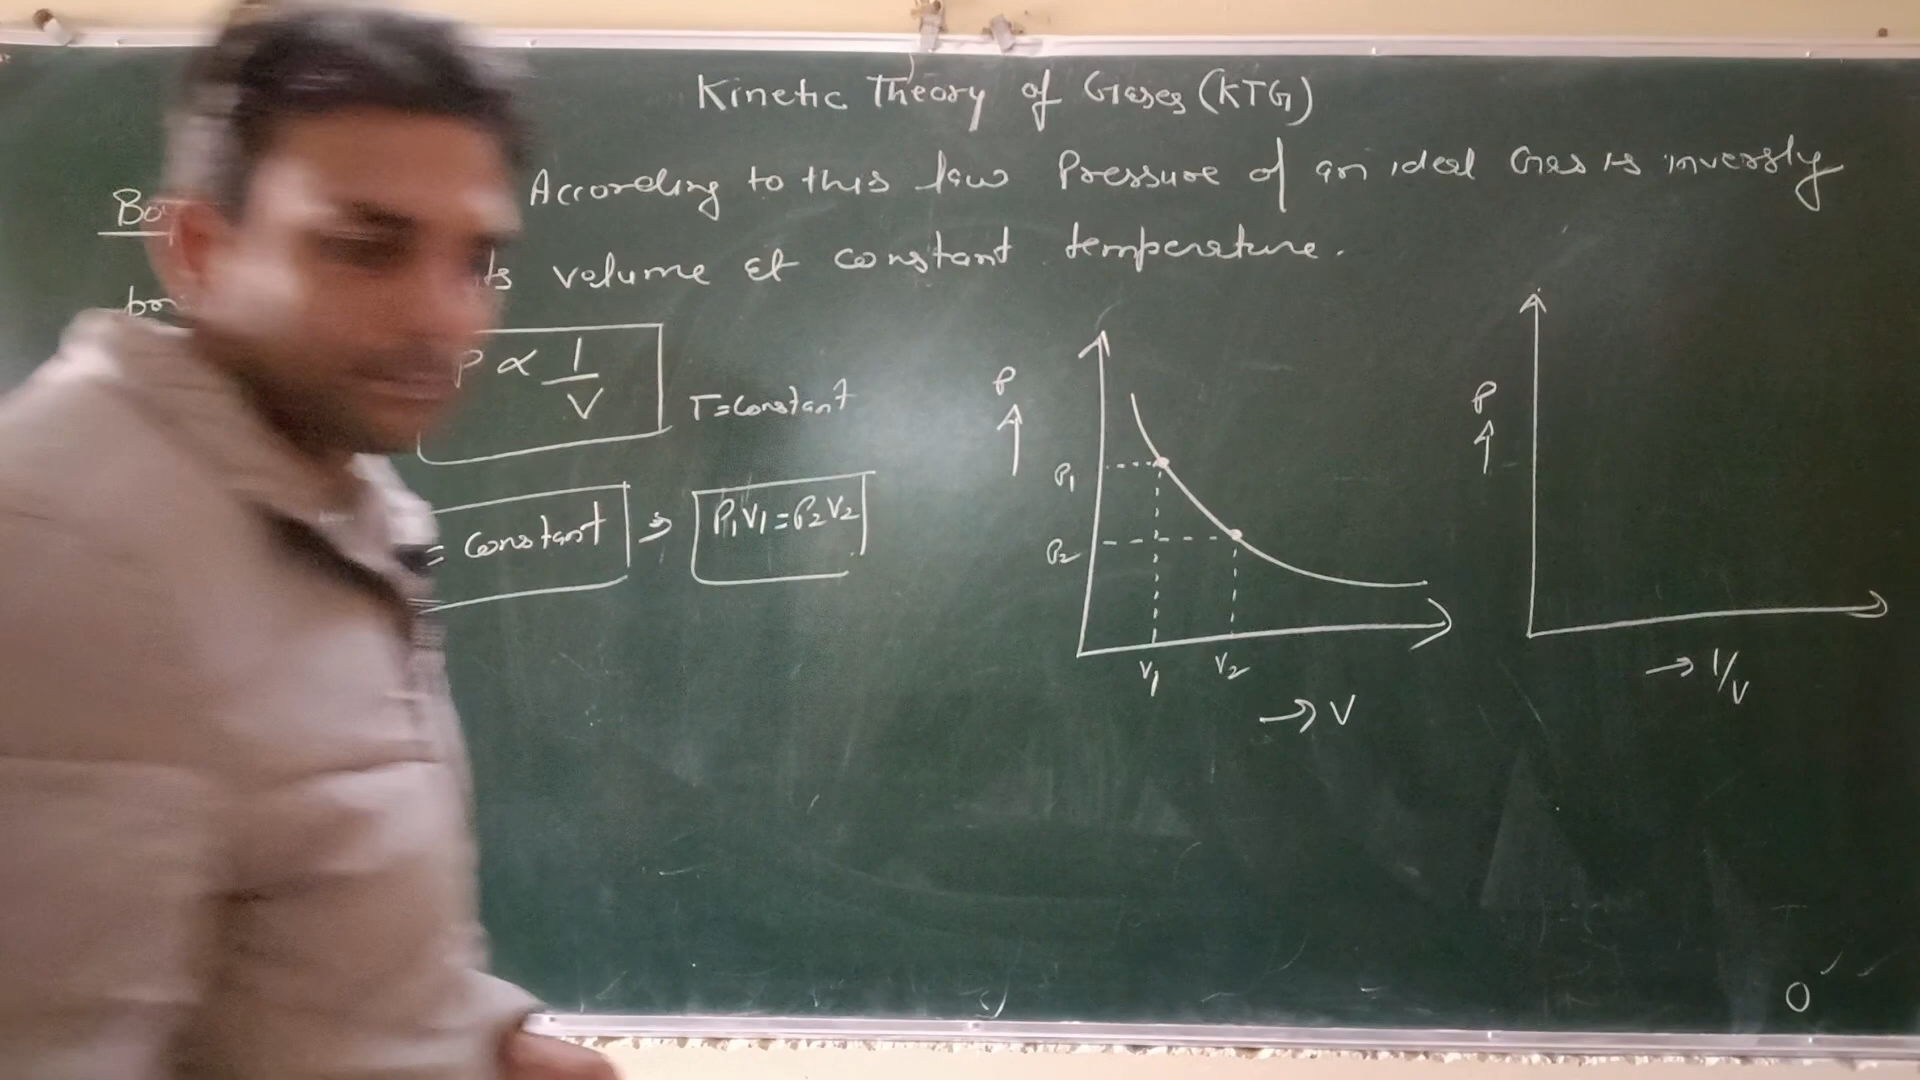 Kinetic Theory of Gases (KTG)
According to this law Pressure of an ideal Gas is inversly
volume at constant temperature.
P ∝ 1/V
T = Constant
= Constant ⇒ P₁V₁ = P₂V₂
P
P₁
P₂
V₁ V₂
→ V
P
→ 1/V